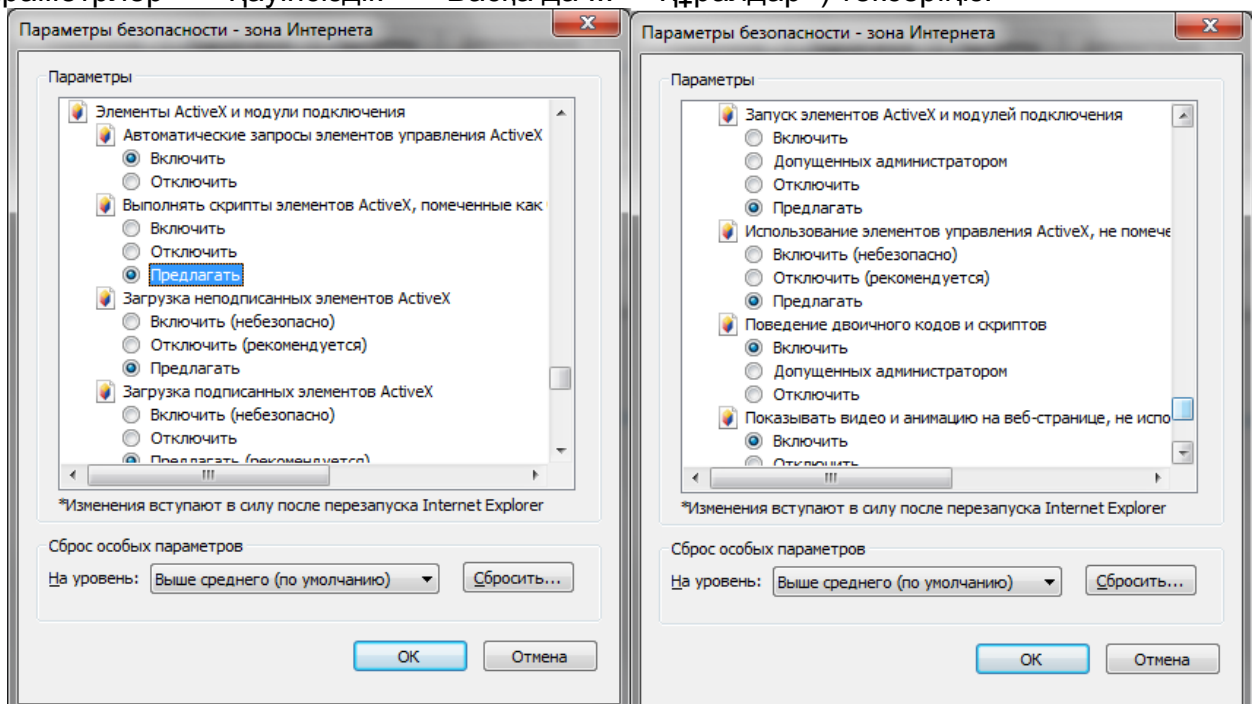 Параметры безопасности - зона Интернета
Параметры
Элементы ActiveX и модули подключения
Автоматические запросы элементов управления ActiveX
Включить
Отключить
Выполнять скрипты элементов ActiveX, помеченные как
Включить
Отключить
Предлагать
Загрузка неподписанных элементов ActiveX
Включить (небезопасно)
Отключить (рекомендуется)
Предлагать
Загрузка подписанных элементов ActiveX
Включить (небезопасно)
Отключить
Предлагать (рекомендуется)
*Изменения вступают в силу после перезапуска Internet Explorer
Сброс особых параметров
На уровень: Выше среднего (по умолчанию) Сбросить...
ОК Отмена
Параметры безопасности - зона Интернета
Параметры
Запуск элементов ActiveX и модулей подключения
Включить
Допущенных администратором
Отключить
Предлагать
Использование элементов управления ActiveX, не помече
Включить (небезопасно)
Отключить (рекомендуется)
Предлагать
Поведение двоичного кодов и скриптов
Включить
Допущенных администратором
Отключить
Показывать видео и анимацию на веб-странице, не испо
Включить
Отключить
*Изменения вступают в силу после перезапуска Internet Explorer
Сброс особых параметров
На уровень: Выше среднего (по умолчанию) Сбросить...
ОК Отмена